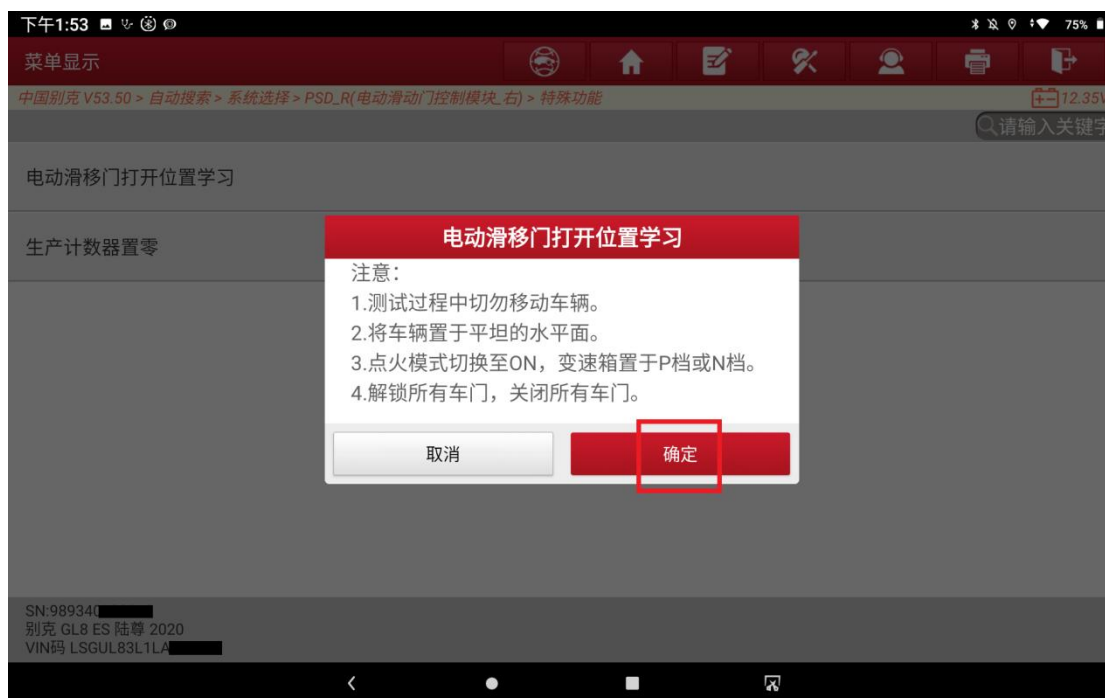 下午1:53
75%
菜单显示
中国别克 V53.50 > 自动搜索 > 系统选择 > PSD_R(电动滑动门控制模块_右) > 特殊功能
12.35V
请输入关键字
电动滑移门打开位置学习
生产计数器置零
电动滑移门打开位置学习
注意：
1.测试过程中切勿移动车辆。
2.将车辆置于平坦的水平面。
3.点火模式切换至ON，变速箱置于P档或N档。
4.解锁所有车门，关闭所有车门。
取消
确定
SN:989340
别克 GL8 ES 陆尊 2020
VIN码 LSGUL83L1LA